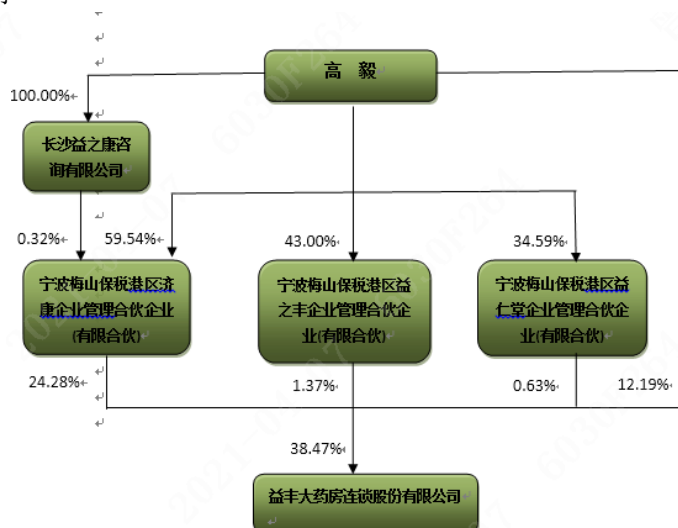 高 毅
100.00%
长沙益之康咨
询有限公司
0.32%
59.54%
43.00%
34.59%
宁波梅山保税港区济
康企业管理合伙企业
(有限合伙)
宁波梅山保税港区益
之丰企业管理合伙企
业(有限合伙)
宁波梅山保税港区益
仁堂企业管理合伙企
业(有限合伙)
24.28%
1.37%
0.63%
12.19%
38.47%
益丰大药房连锁股份有限公司
6030F264
2021-04-07